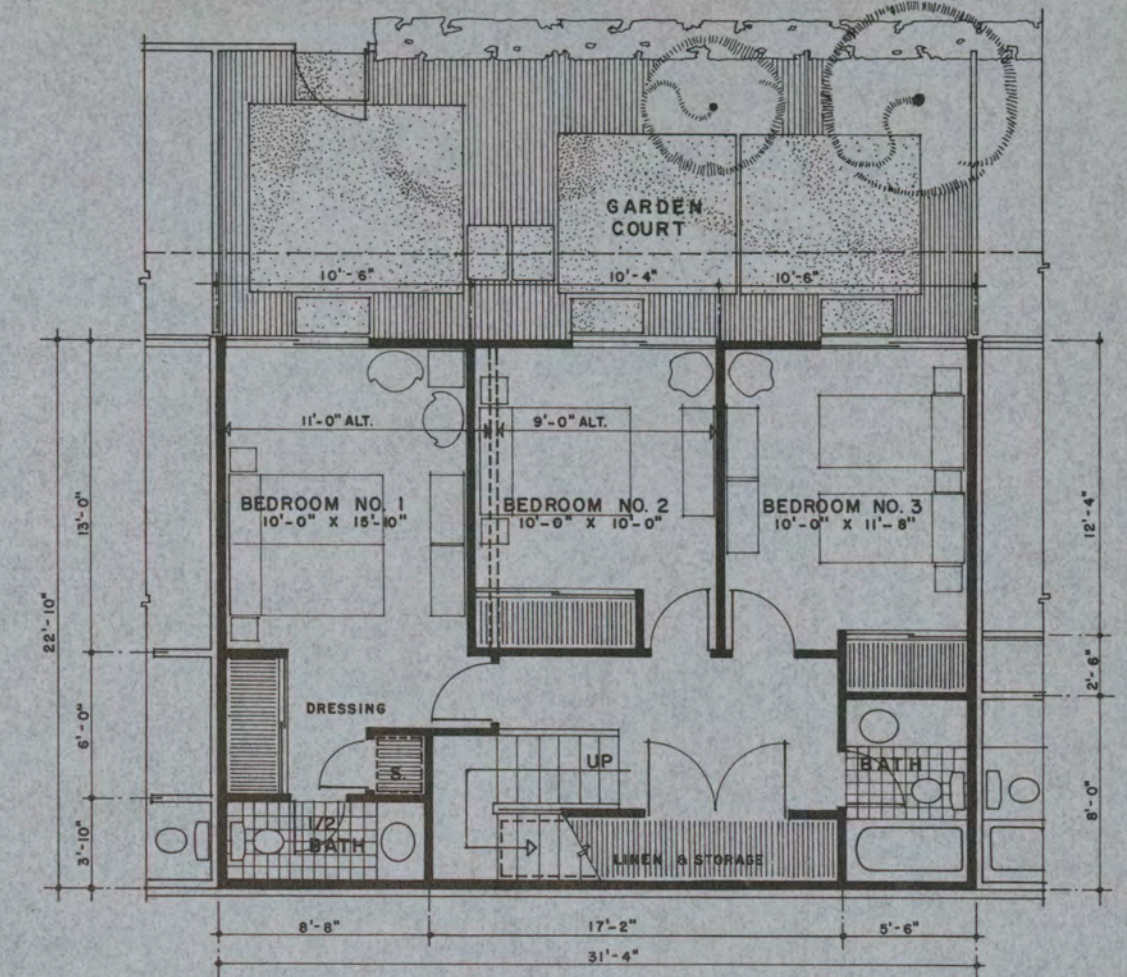 GARDEN
COURT
10'-6"
10'-4"
10'-6"
11'-0" ALT.
9'-0" ALT.
BEDROOM NO. 1
10'-0" X 15'-10"
BEDROOM NO. 2
10'-0" X 10'-0"
BEDROOM NO. 3
10'-0" X 11'-8"
13'-0"
22'-10"
6'-0"
3'-10"
12'-4"
2'-6"
8'-0"
DRESSING
S.
UP
BATH
1/2
BATH
LINEN & STORAGE
8'-8"
17'-2"
5'-6"
31'-4"